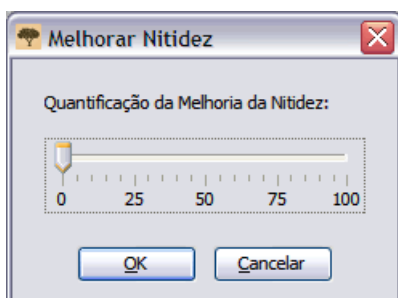 Melhorar Nitidez
Quantificação da Melhoria da Nitidez:
0 25 50 75 100
OK Cancelar